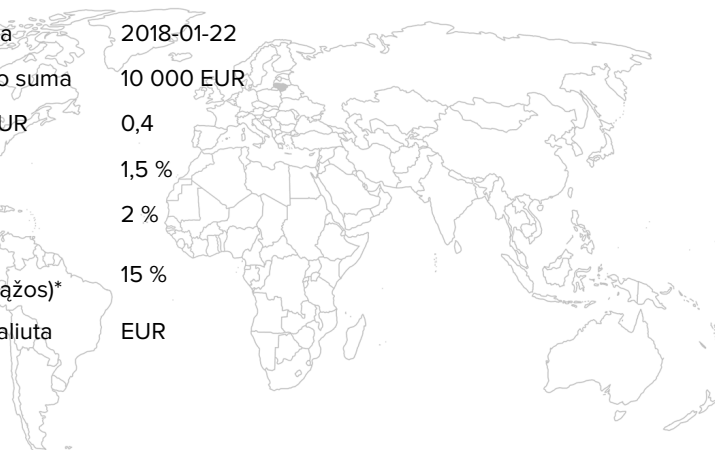 a 2018-01-22
o suma 10 000 EUR
UR 0,4
1,5 %
2 %
15 %
ąžos)*
aliuta EUR